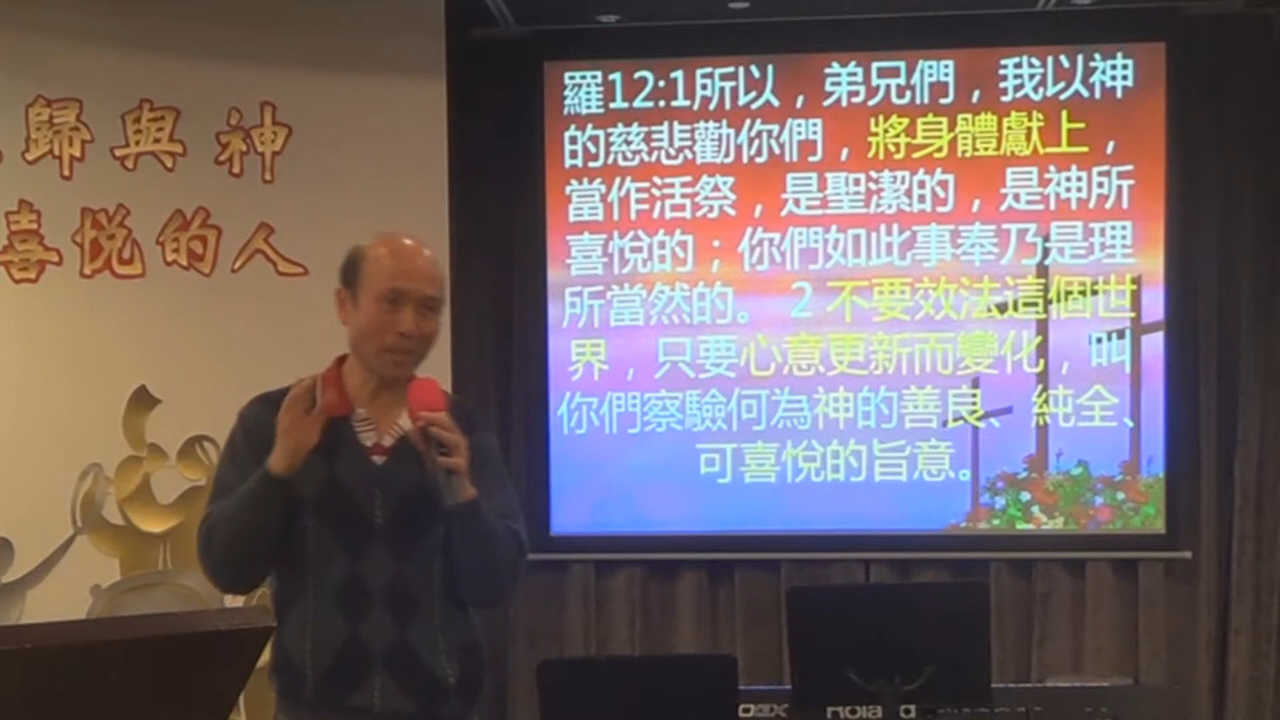 歸與神
喜悅的人
羅12:1所以，弟兄們，我以神
的慈悲勸你們，將身體獻上，
當作活祭，是聖潔的，是神所
喜悅的；你們如此事奉乃是理
所當然的。 2 不要效法這個世
界，只要心意更新而變化，叫
你們察驗何為神的善良、純全、
可喜悅的旨意。